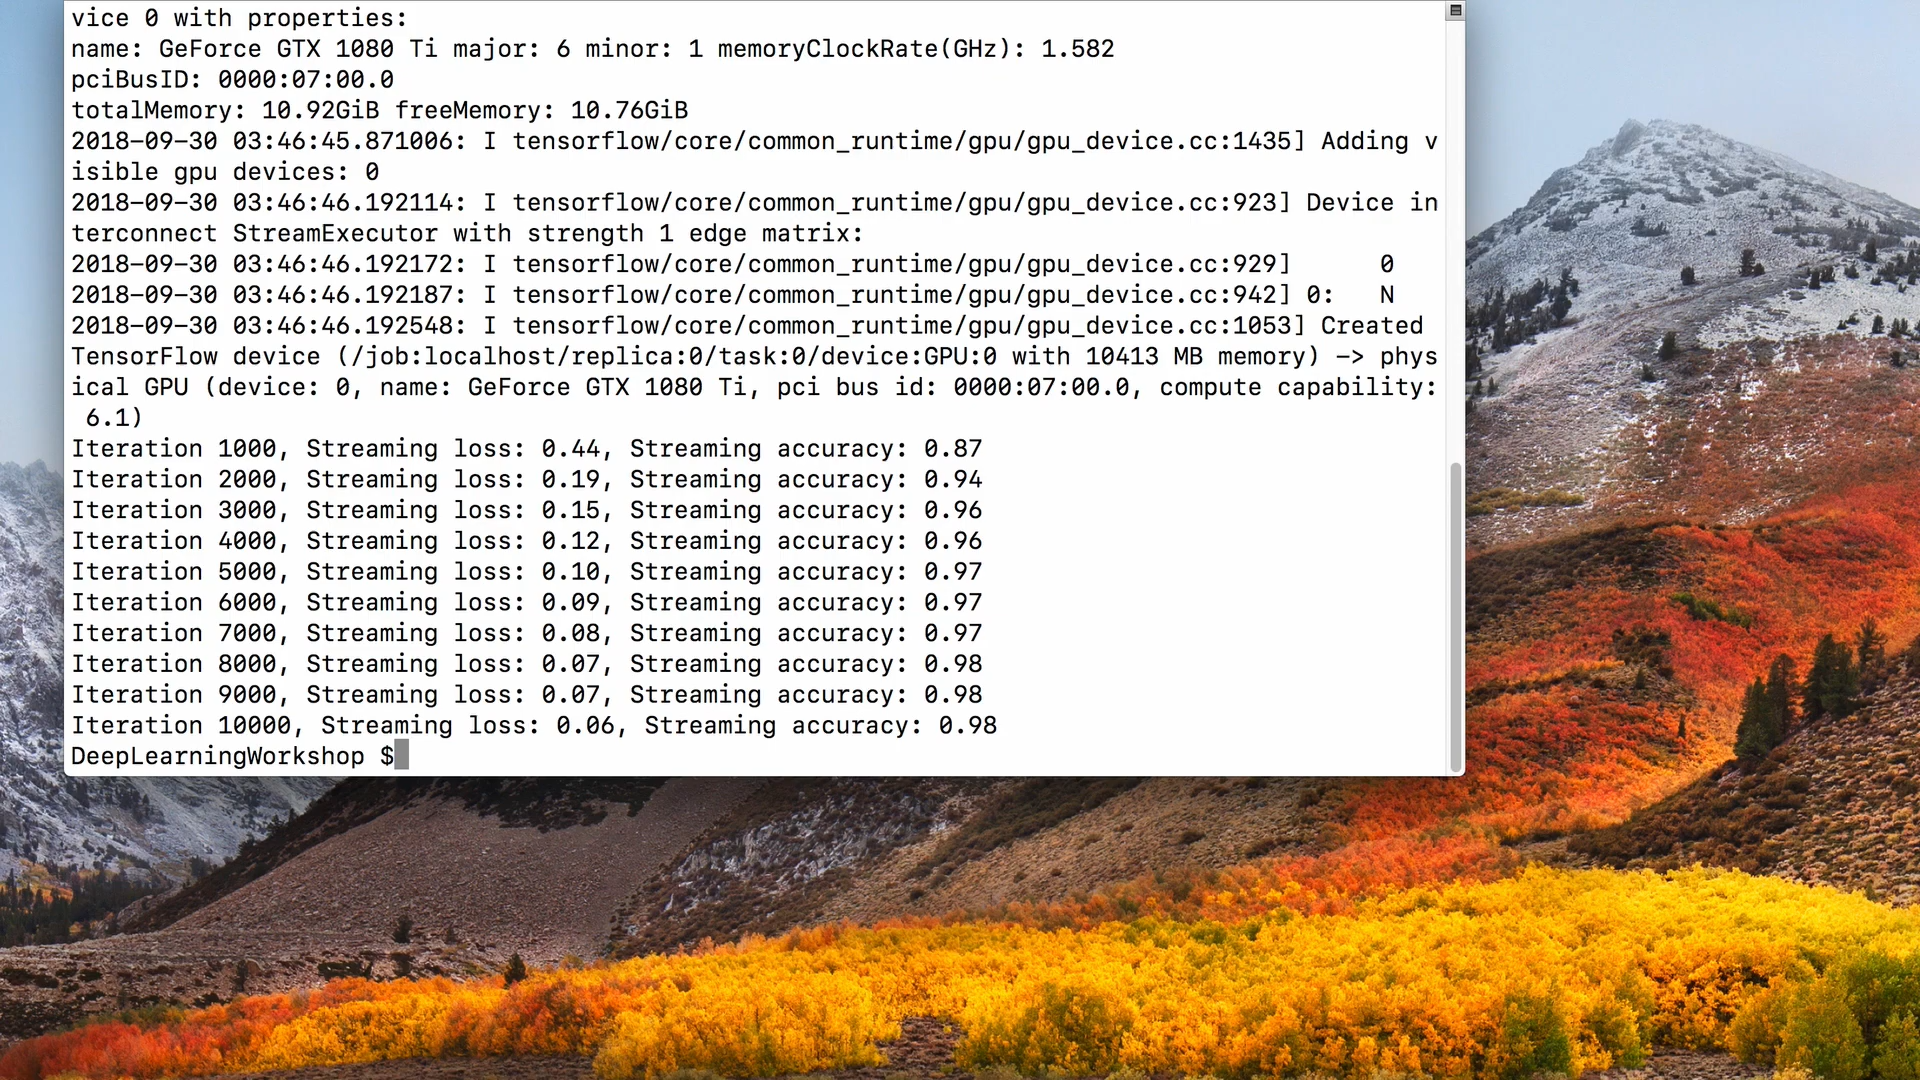 vice 0 with properties:
name: GeForce GTX 1080 Ti major: 6 minor: 1 memoryClockRate(GHz): 1.582
pciBusID: 0000:07:00.0
totalMemory: 10.92GiB freeMemory: 10.76GiB
2018-09-30 03:46:45.871006: I tensorflow/core/common_runtime/gpu/gpu_device.cc:1435] Adding v
isible gpu devices: 0
2018-09-30 03:46:46.192114: I tensorflow/core/common_runtime/gpu/gpu_device.cc:923] Device in
terconnect StreamExecutor with strength 1 edge matrix:
2018-09-30 03:46:46.192172: I tensorflow/core/common_runtime/gpu/gpu_device.cc:929]      0
2018-09-30 03:46:46.192187: I tensorflow/core/common_runtime/gpu/gpu_device.cc:942] 0:   N
2018-09-30 03:46:46.192548: I tensorflow/core/common_runtime/gpu/gpu_device.cc:1053] Created
TensorFlow device (/job:localhost/replica:0/task:0/device:GPU:0 with 10413 MB memory) -> phys
ical GPU (device: 0, name: GeForce GTX 1080 Ti, pci bus id: 0000:07:00.0, compute capability:
 6.1)
Iteration 1000, Streaming loss: 0.44, Streaming accuracy: 0.87
Iteration 2000, Streaming loss: 0.19, Streaming accuracy: 0.94
Iteration 3000, Streaming loss: 0.15, Streaming accuracy: 0.96
Iteration 4000, Streaming loss: 0.12, Streaming accuracy: 0.96
Iteration 5000, Streaming loss: 0.10, Streaming accuracy: 0.97
Iteration 6000, Streaming loss: 0.09, Streaming accuracy: 0.97
Iteration 7000, Streaming loss: 0.08, Streaming accuracy: 0.97
Iteration 8000, Streaming loss: 0.07, Streaming accuracy: 0.98
Iteration 9000, Streaming loss: 0.07, Streaming accuracy: 0.98
Iteration 10000, Streaming loss: 0.06, Streaming accuracy: 0.98
DeepLearningWorkshop $